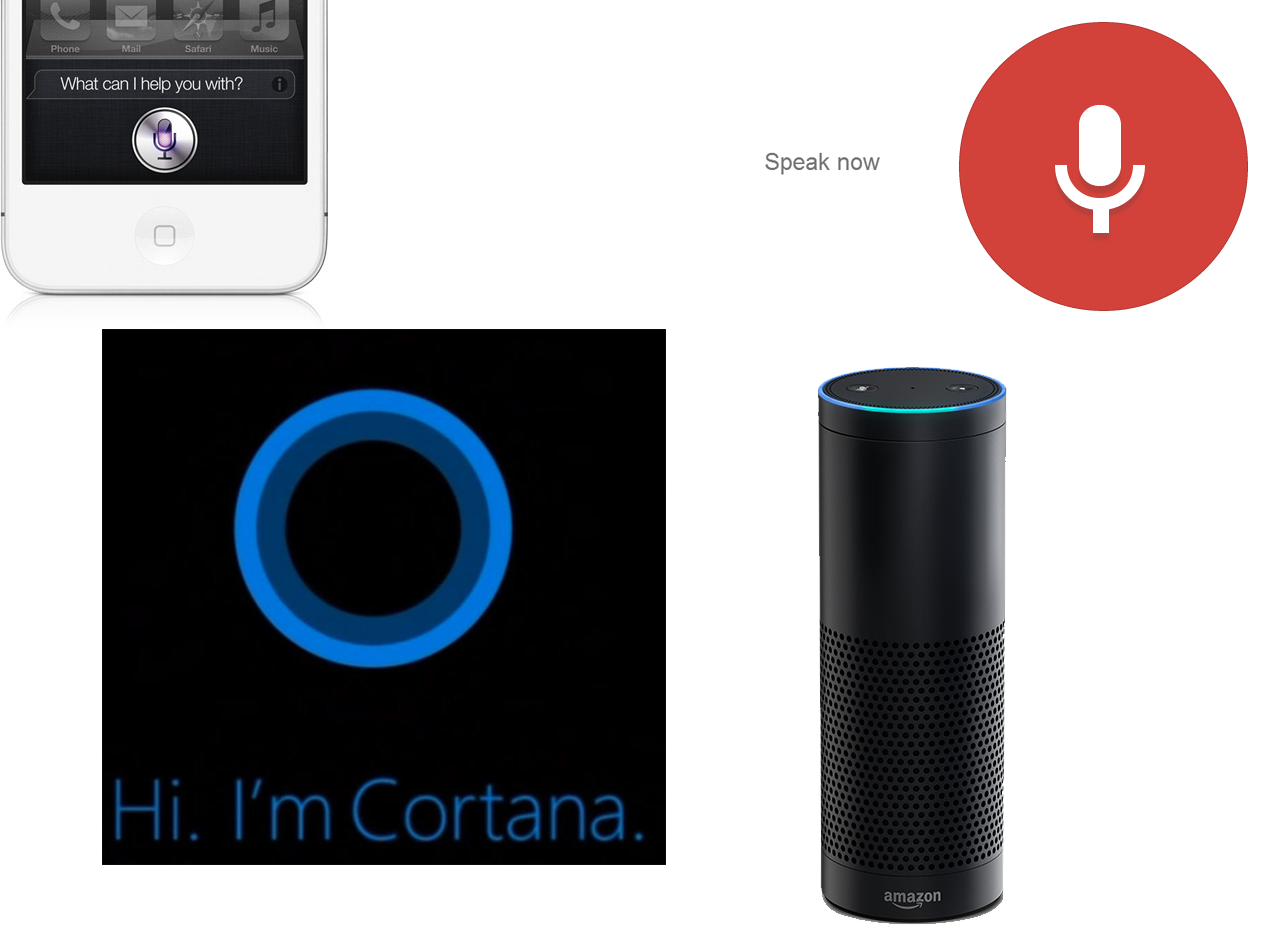 Phone Mail Safari Music
What can I help you with?
Speak now
Hi. I'm Cortana.
amazon